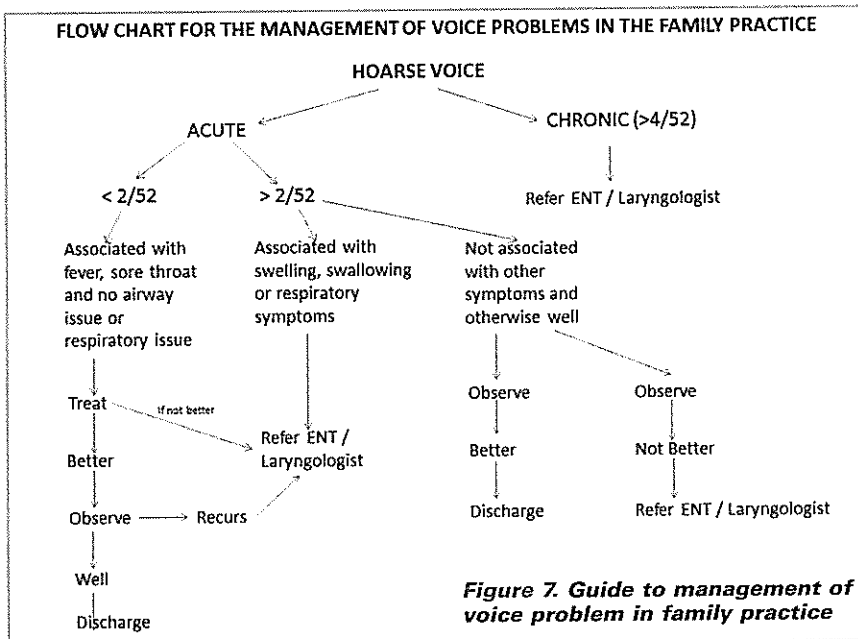 FLOW CHART FOR THE MANAGEMENT OF VOICE PROBLEMS IN THE FAMILY PRACTICE
HOARSE VOICE
ACUTE
CHRONIC (>4/52)
< 2/52
> 2/52
Refer ENT / Laryngologist
Associated with
fever, sore throat
and no airway
issue or
respiratory issue
Associated with
swelling, swallowing
or respiratory
symptoms
Not associated
with other
symptoms and
otherwise well
Treat
If not better
Refer ENT /
Laryngologist
Observe
Observe
Better
Better
Not Better
Observe
Recurs
Discharge
Refer ENT / Laryngologist
Well
Discharge
Figure 7. Guide to management of
voice problem in family practice